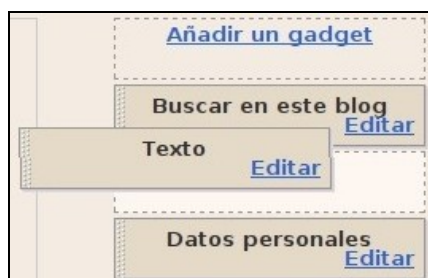 Añadir un gadget
Buscar en este blog
Editar
Texto
Editar
Datos personales
Editar